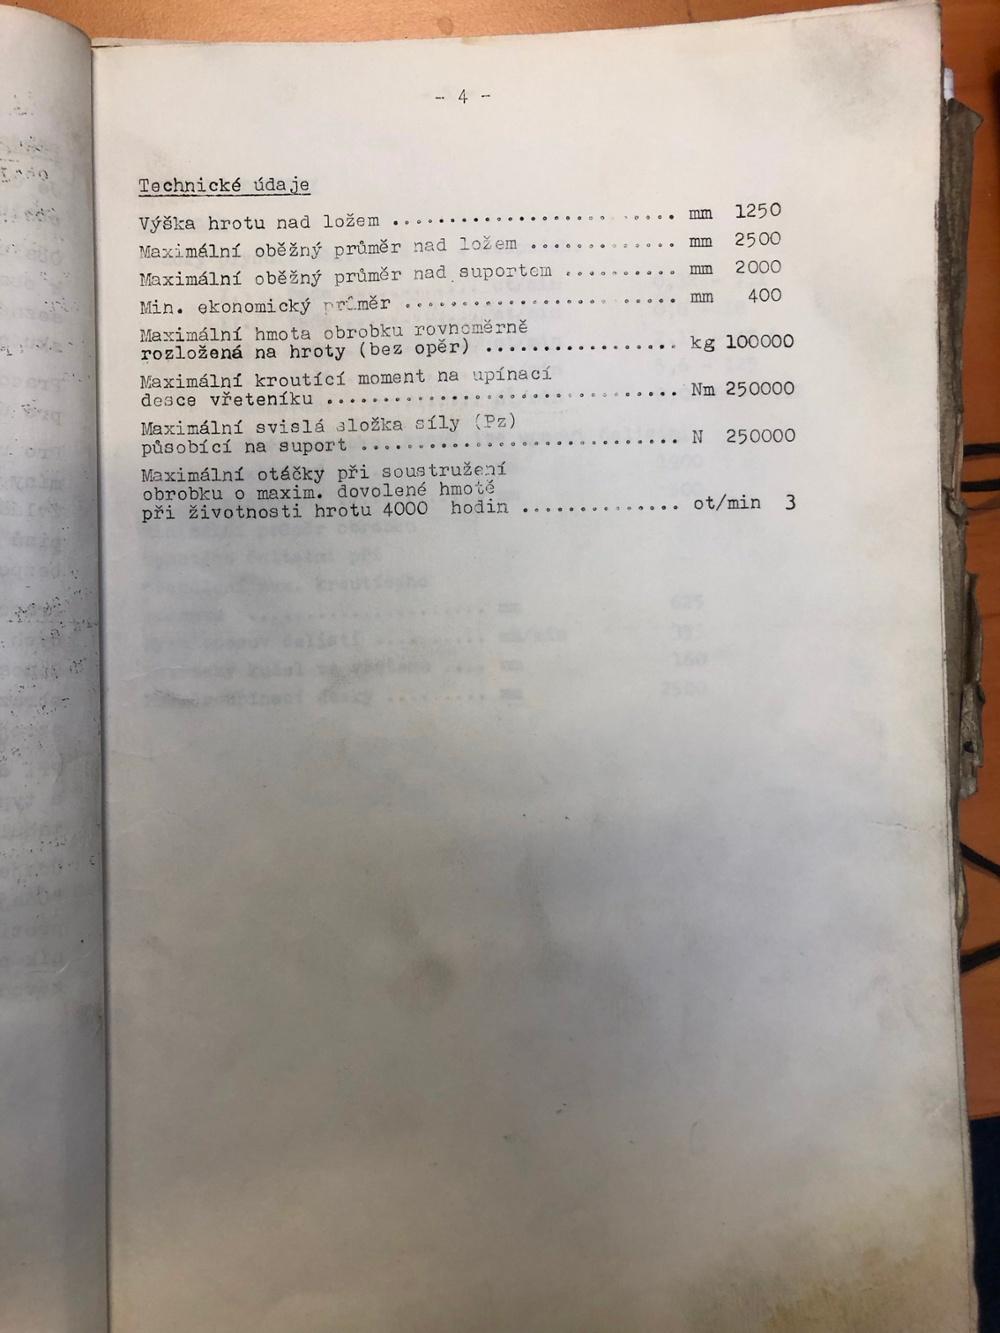 - 4 -
Technické údaje
Výška hrotu nad ložem .......................... mm 1250
Maximální oběžný průměr nad ložem ............. mm 2500
Maximální oběžný průměr nad suportem .......... mm 2000
Min. ekonomický průměr ........................ mm 400
Maximální hmota obrobku rovnoměrně
rozložená na hroty (bez opěr) ................. kg 100000
Maximální kroutící moment na upínací
desce vřeteníku ............................... Nm 250000
Maximální svislá složka síly (Pz)
působící na suport ............................ N 250000
Maximální otáčky při soustružení
obrobku o maxim. dovolené hmotě
při životnosti hrotu 4000 hodin .............. ot/min 3